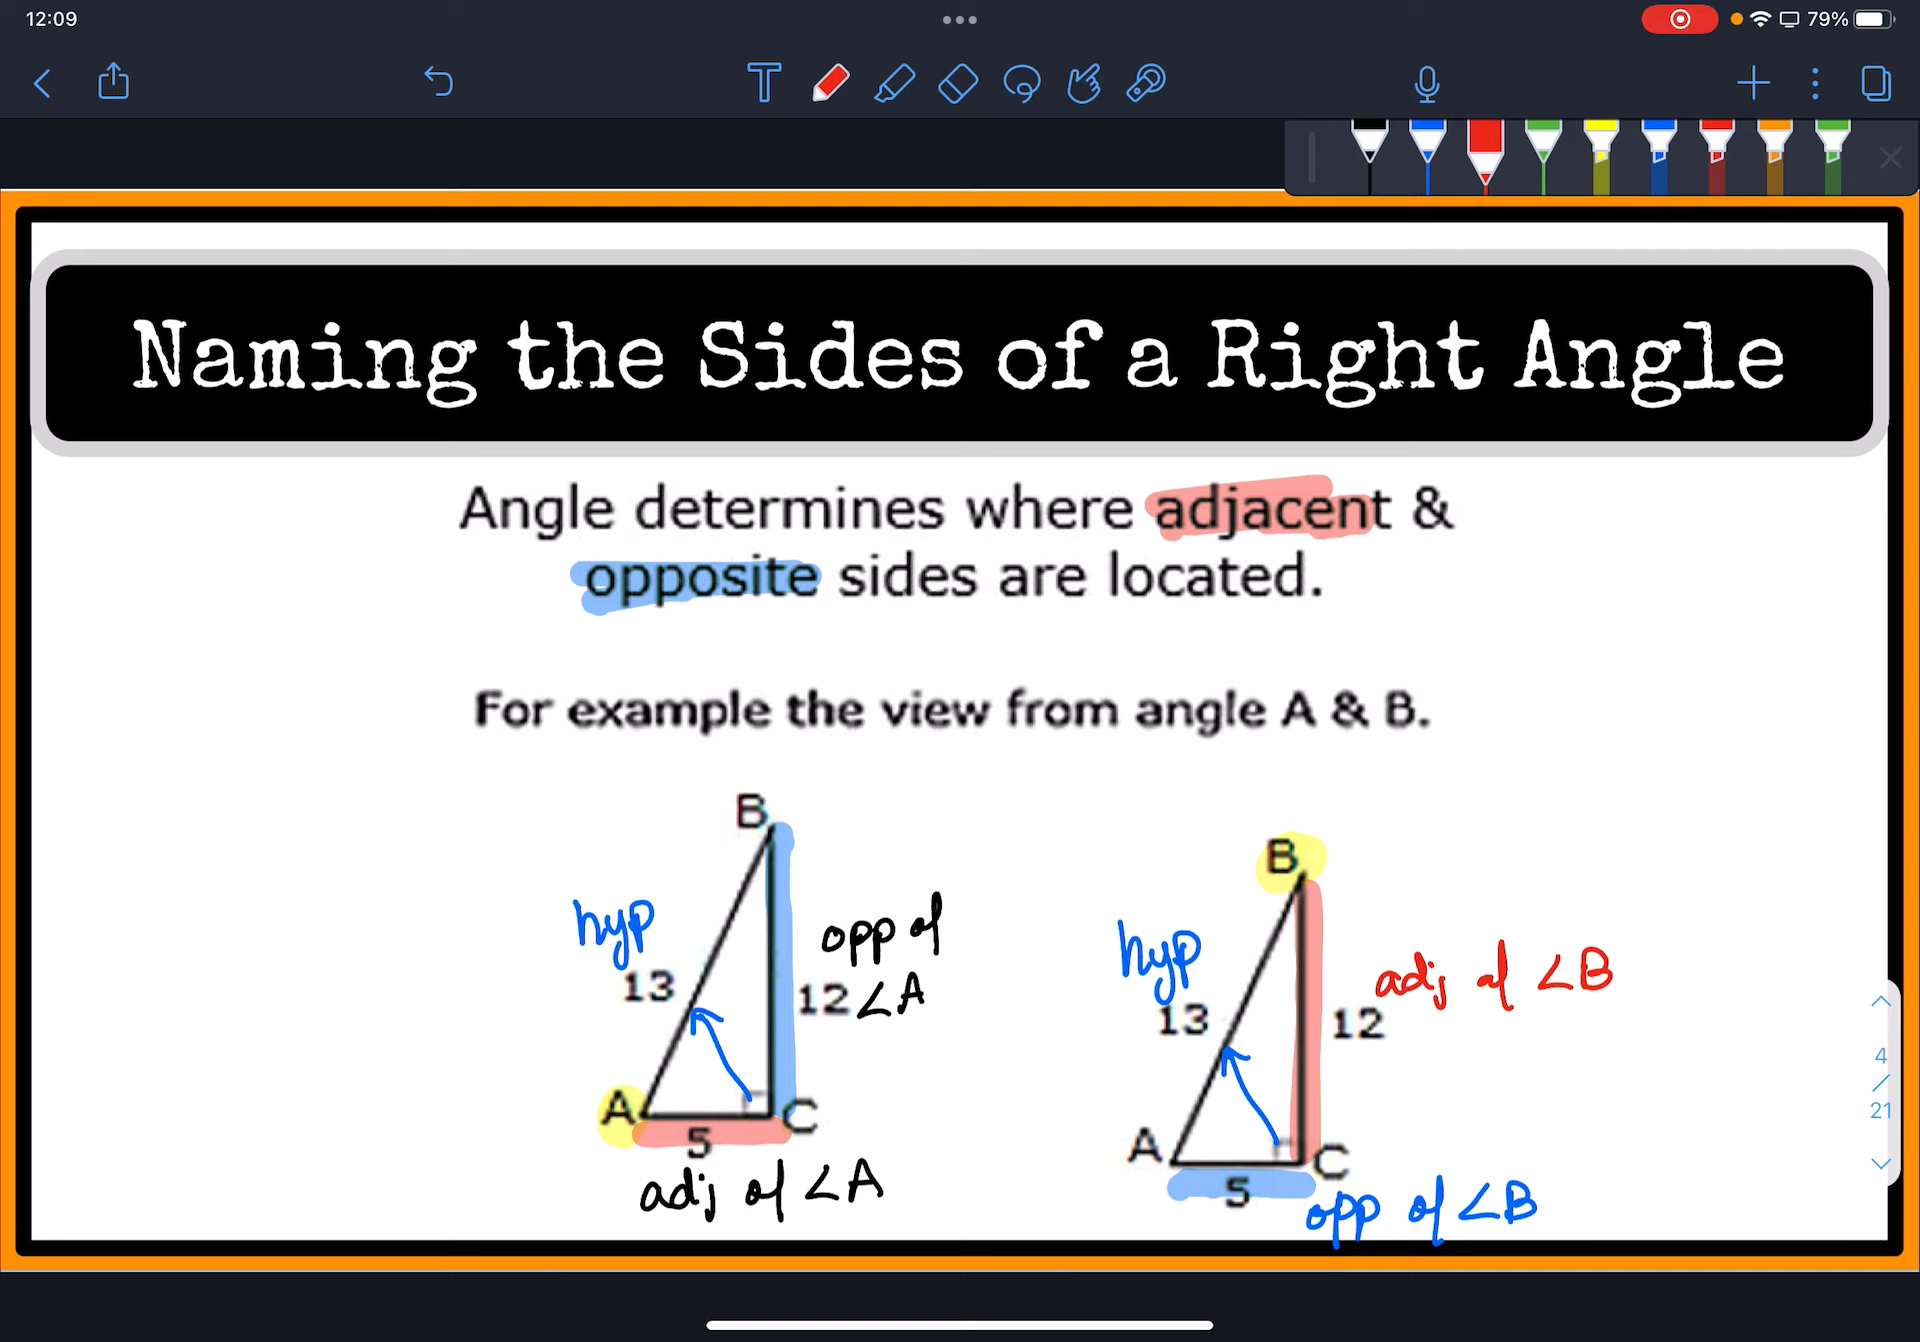 12:09
79%
T
Naming the Sides of a Right Angle
Angle determines where adjacent &
opposite sides are located.
For example the view from angle A & B.
B
hyp
13
opp of
12 ∠A
A
C
5
adj of ∠A
B
hyp
13
adj of ∠B
12
A
C
5
opp of ∠B
4
/
21